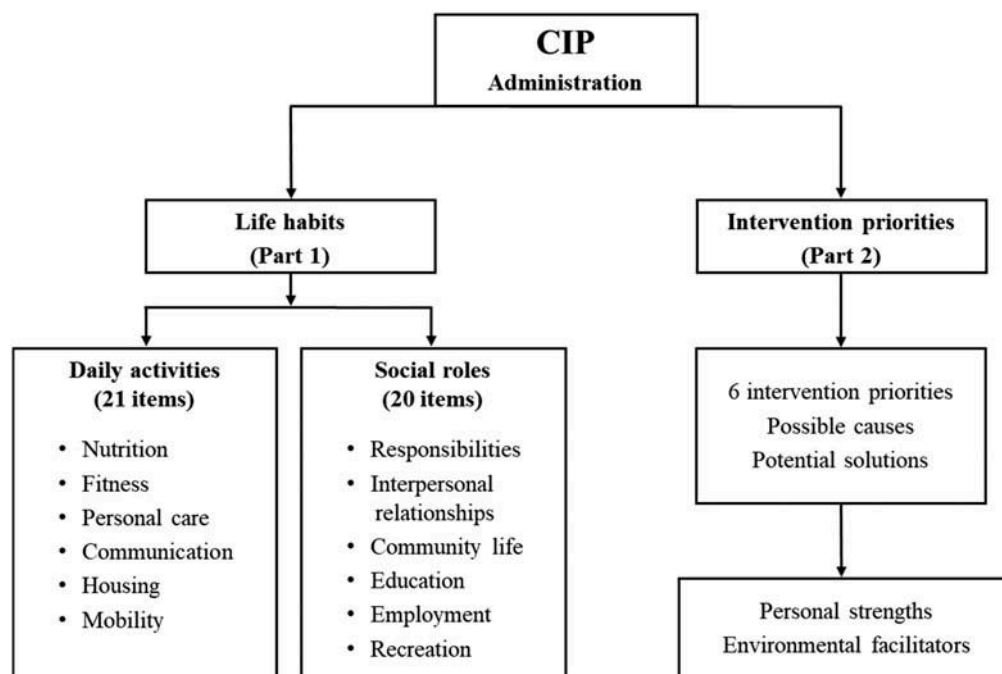 CIP
Administration
Life habits
(Part 1)
Intervention priorities
(Part 2)
Daily activities
(21 items)
• Nutrition
• Fitness
• Personal care
• Communication
• Housing
• Mobility
Social roles
(20 items)
• Responsibilities
• Interpersonal
relationships
• Community life
• Education
• Employment
• Recreation
6 intervention priorities
Possible causes
Potential solutions
Personal strengths
Environmental facilitators